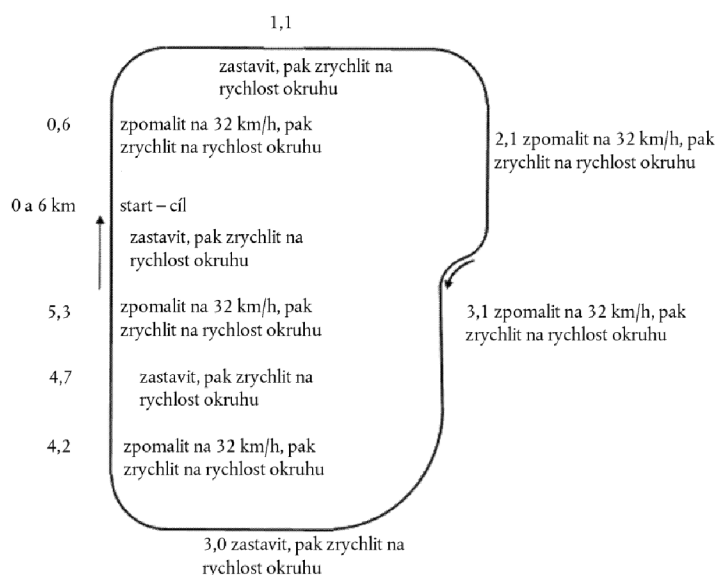 1,1
zastavit, pak zrychlit na
rychlost okruhu
0,6 zpomalit na 32 km/h, pak
zrychlit na rychlost okruhu
2,1 zpomalit na 32 km/h, pak
zrychlit na rychlost okruhu
0 a 6 km start – cíl
zastavit, pak zrychlit na
rychlost okruhu
5,3 zpomalit na 32 km/h, pak
zrychlit na rychlost okruhu
3,1 zpomalit na 32 km/h, pak
zrychlit na rychlost okruhu
4,7 zastavit, pak zrychlit na
rychlost okruhu
4,2 zpomalit na 32 km/h, pak
zrychlit na rychlost okruhu
3,0 zastavit, pak zrychlit na
rychlost okruhu